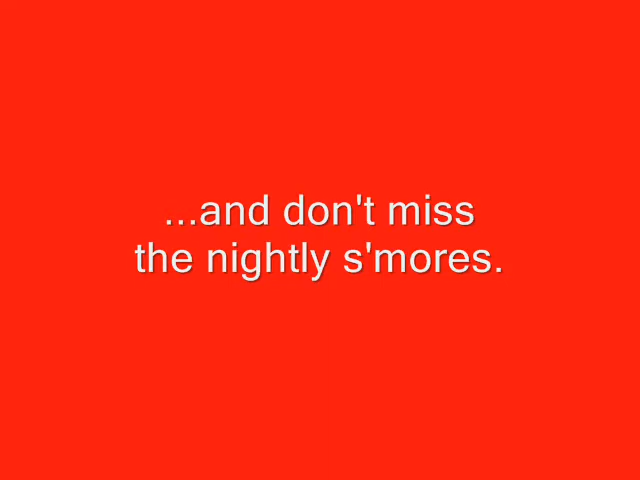 ...and don't miss
the nightly s'mores.